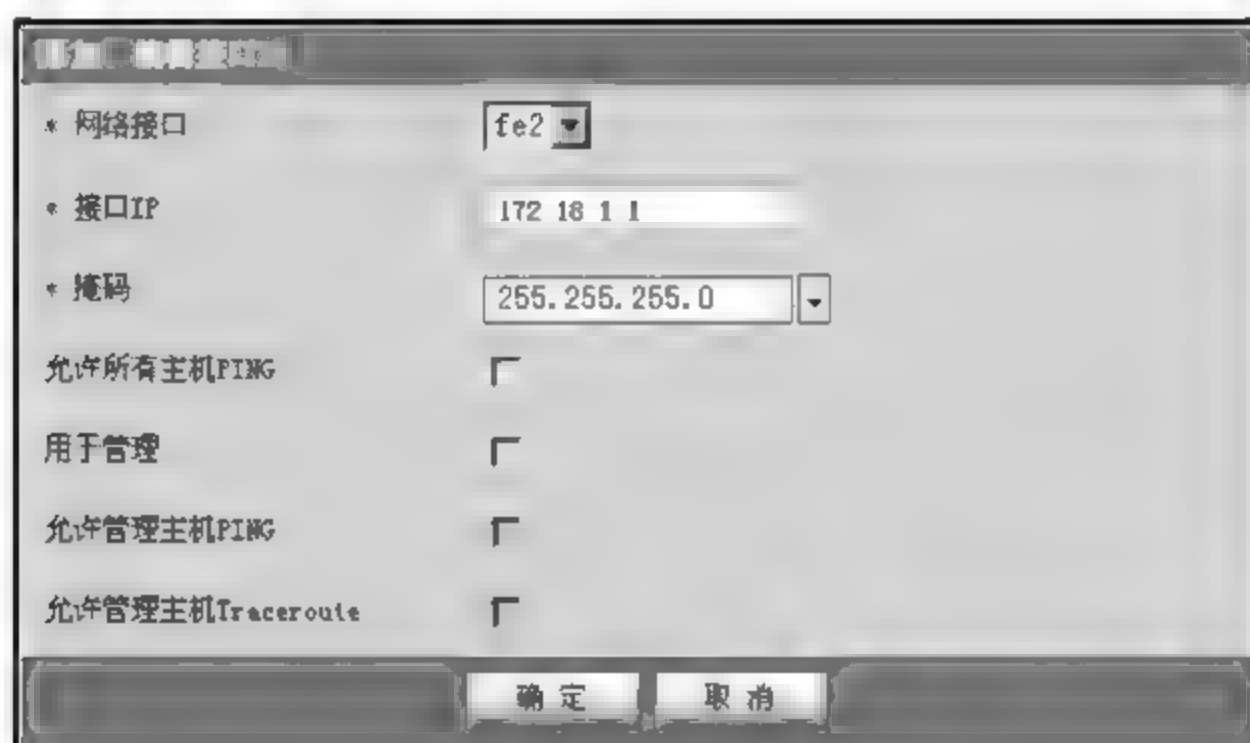 * 网络接口 fe2
* 接口IP 172 18 1 1
* 掩码 255.255.255.0
允许所有主机PING
用于管理
允许管理主机PING
允许管理主机Traceroute
确定 取消